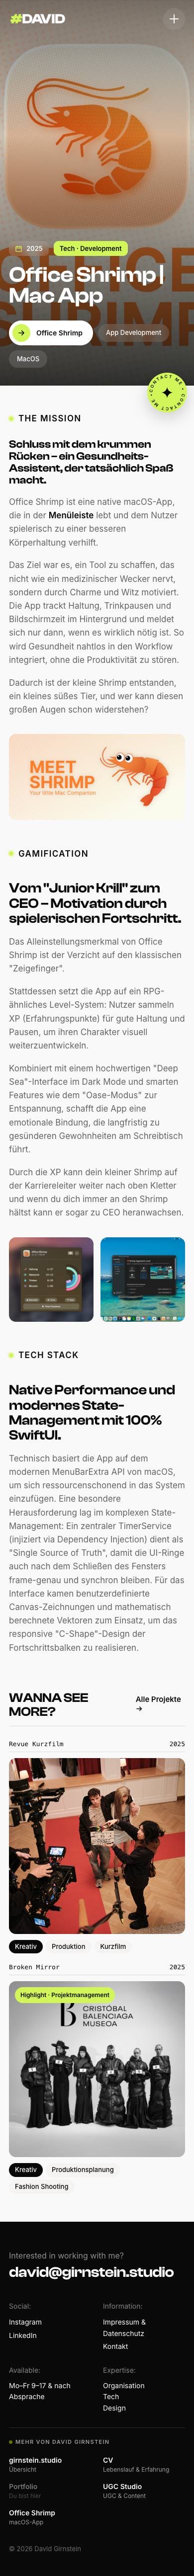 #DAVID
2025
Tech · Development
Office Shrimp |
Mac App
Office Shrimp
App Development
MacOS
CONTACT ME • CONTACT ME •
THE MISSION
Schluss mit dem krummen
Rücken – ein Gesundheits-
Assistent, der tatsächlich Spaß
macht.
Office Shrimp ist eine native macOS-App,
die in der Menüleiste lebt und dem Nutzer
spielerisch zu einer besseren
Körperhaltung verhilft.
Das Ziel war es, ein Tool zu schaffen, das
nicht wie ein medizinischer Wecker nervt,
sondern durch Charme und Witz motiviert.
Die App trackt Haltung, Trinkpausen und
Bildschirmzeit im Hintergrund und meldet
sich nur dann, wenn es wirklich nötig ist. So
wird Gesundheit nahtlos in den Workflow
integriert, ohne die Produktivität zu stören.
Dadurch ist der kleine Shrimp entstanden,
ein kleines süßes Tier, und wer kann diesen
großen Augen schon widerstehen?
MEET
SHRIMP
Your little Mac Companion
GAMIFICATION
Vom "Junior Krill" zum
CEO – Motivation durch
spielerischen Fortschritt.
Das Alleinstellungsmerkmal von Office
Shrimp ist der Verzicht auf den klassischen
"Zeigefinger".
Stattdessen setzt die App auf ein RPG-
ähnliches Level-System: Nutzer sammeln
XP (Erfahrungspunkte) für gute Haltung und
Pausen, um ihren Charakter visuell
weiterzuentwickeln.
Kombiniert mit einem hochwertigen "Deep
Sea"-Interface im Dark Mode und smarten
Features wie dem "Oase-Modus" zur
Entspannung, schafft die App eine
emotionale Bindung, die langfristig zu
gesünderen Gewohnheiten am Schreibtisch
führt.
Durch die XP kann dein kleiner Shrimp auf
der Karriereleiter weiter nach oben Kletter
und wenn du dich immer an den Shrimp
hältst kann er sogar zu CEO heranwachsen.
TECH STACK
Native Performance und
modernes State-
Management mit 100%
SwiftUI.
Technisch basiert die App auf dem
modernen MenuBarExtra API von macOS,
um sich ressourcenschonend in das System
einzufügen. Eine besondere
Herausforderung lag im komplexen State-
Management: Ein zentraler TimerService
(injiziert via Dependency Injection) dient als
"Single Source of Truth", damit die UI-Ringe
auch nach dem Schließen des Fensters
frame-genau und synchron bleiben. Für das
Interface kamen benutzerdefinierte
Canvas-Zeichnungen und mathematisch
berechnete Vektoren zum Einsatz, um das
responsive "C-Shape"-Design der
Fortschrittsbalken zu realisieren.
WANNA SEE
MORE?
Alle Projekte
→
Revue Kurzfilm
2025
Kreativ
Produktion
Kurzfilm
Broken Mirror
2025
Highlight · Projektmanagement
CRISTÓBAL
BALENCIAGA
MUSEOA
Kreativ
Produktionsplanung
Fashion Shooting
Interested in working with me?
david@girnstein.studio
Social:
Instagram
LinkedIn
Information:
Impressum &
Datenschutz
Kontakt
Available:
Mo–Fr 9–17 & nach
Absprache
Expertise:
Organisation
Tech
Design
MEHR VON DAVID GIRNSTEIN
girnstein.studio
Übersicht
CV
Lebenslauf & Erfahrung
Portfolio
Du bist hier
UGC Studio
UGC & Content
Office Shrimp
macOS-App
© 2026 David Girnstein